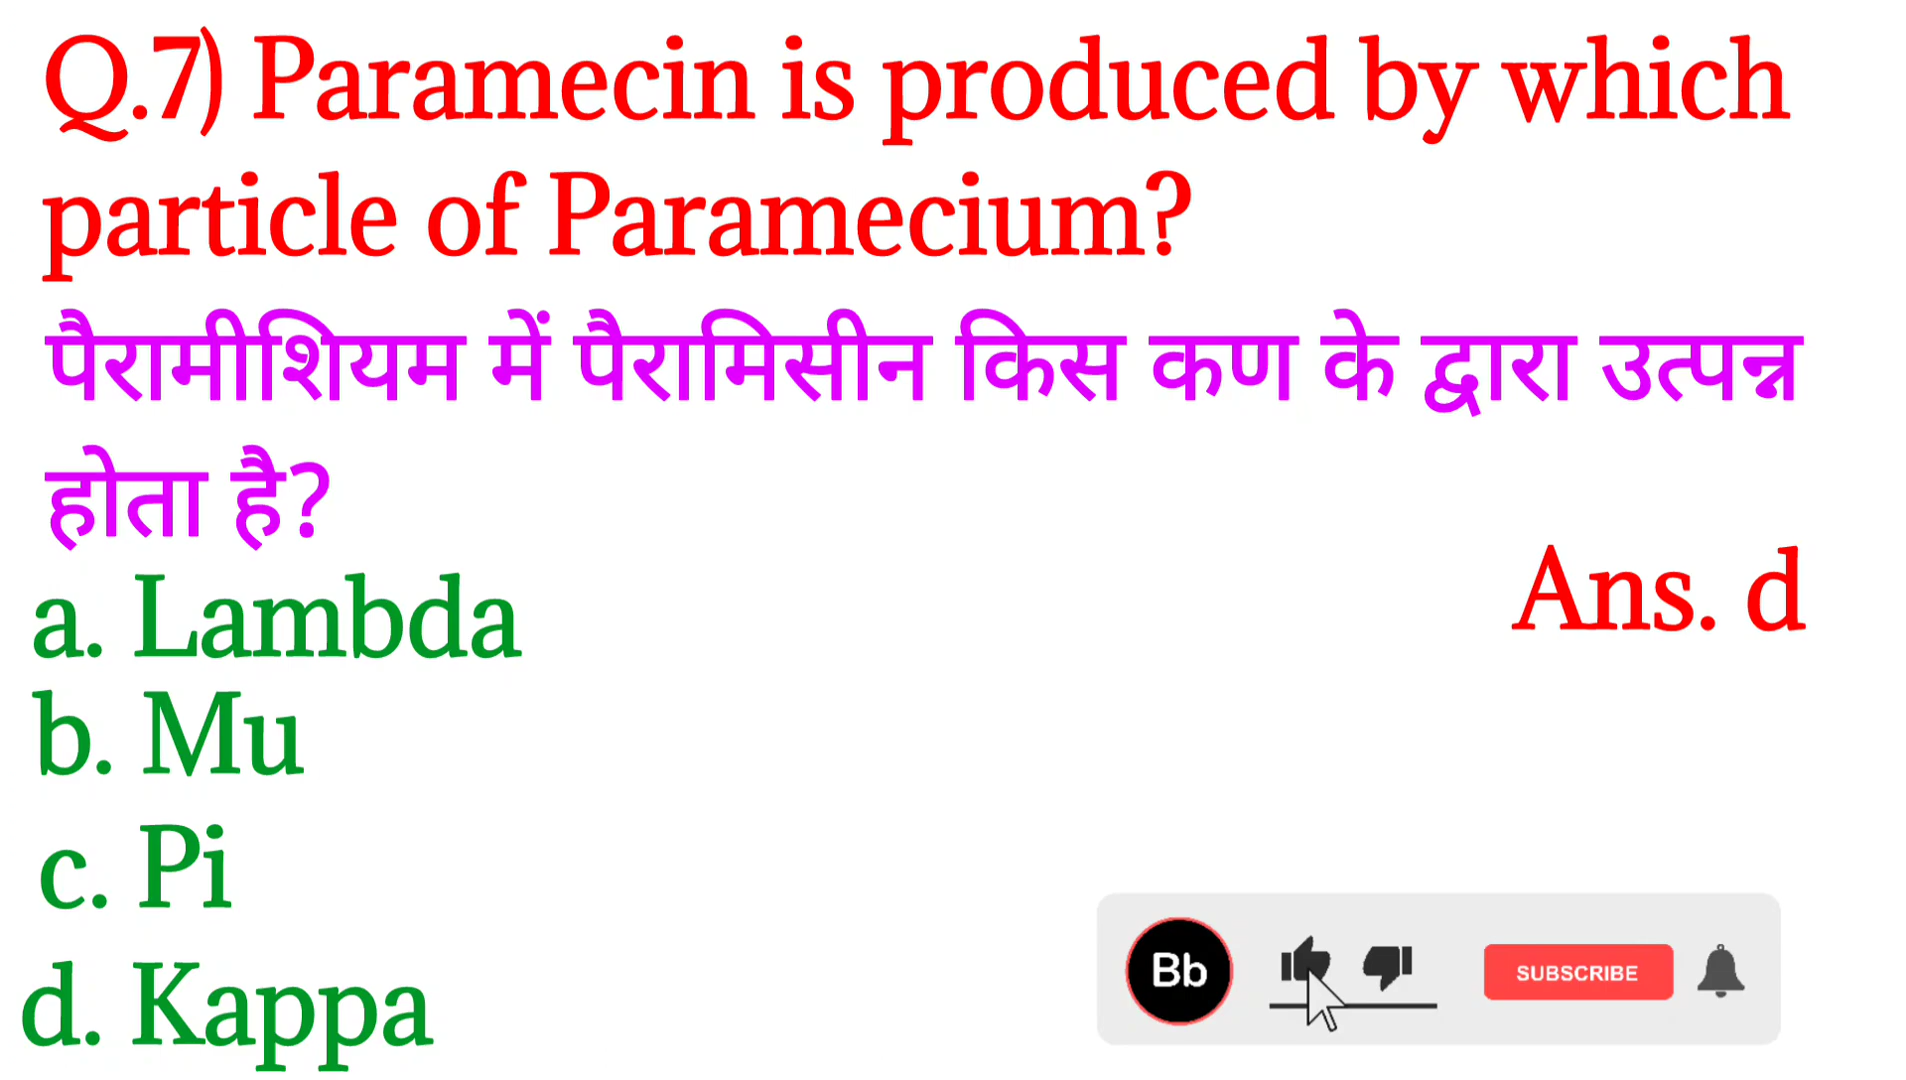 Q.7) Paramecin is produced by which
particle of Paramecium?
पैरामीशियम में पैरामिसीन किस कण के द्वारा उत्पन्न
होता है?
Ans. d
a. Lambda
b. Mu
c. Pi
d. Kappa
Bb
SUBSCRIBE